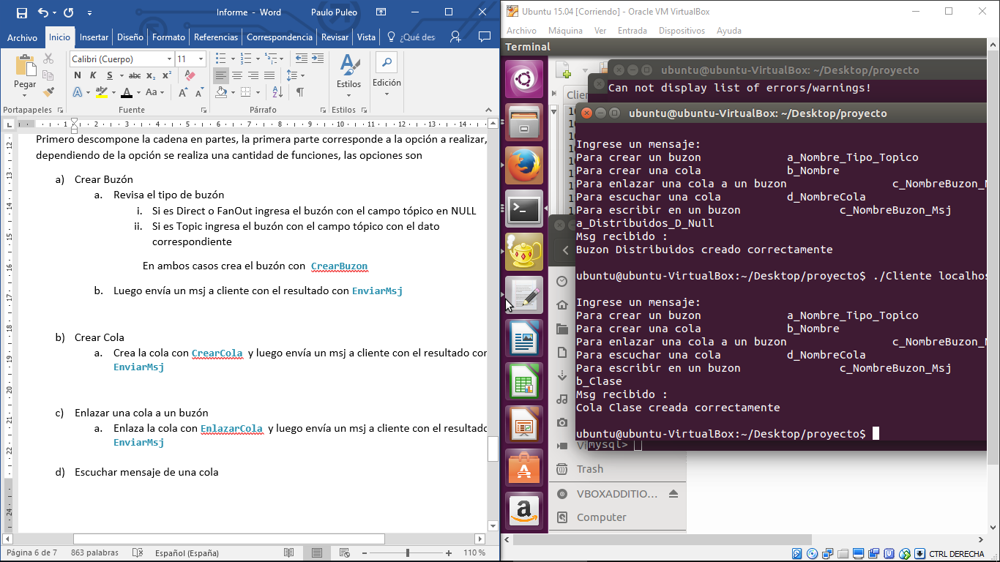 Informe - Word
Paulo Puleo
Archivo
Inicio
Insertar
Diseño
Formato
Referencias
Correspondencia
Revisar
Vista
¿Qué des
Pegar
Calibri (Cuerpo)
11
N K S abc x₂ x²
A aby A Aa A A
Estilos
Edición
Portapapeles
Fuente
Párrafo
Estilos
Primero descompone la cadena en partes, la primera parte corresponde a la opción a realizar,
dependiendo de la opción se realiza una cantidad de funciones, las opciones son
a) Crear Buzón
a. Revisa el tipo de buzón
i. Si es Direct o FanOut ingresa el buzón con el campo tópico en NULL
ii. Si es Topic ingresa el buzón con el campo tópico con el dato
correspondiente
En ambos casos crea el buzón con CrearBuzon
b. Luego envía un msj a cliente con el resultado con EnviarMsj
b) Crear Cola
a. Crea la cola con CrearCola y luego envía un msj a cliente con el resultado con
EnviarMsj
c) Enlazar una cola a un buzón
a. Enlaza la cola con EnlazarCola y luego envía un msj a cliente con el resultado
EnviarMsj
d) Escuchar mensaje de una cola
Página 6 de 7
863 palabras
Español (España)
110 %
Ubuntu 15.04 [Corriendo] - Oracle VM VirtualBox
Archivo Máquina Ver Entrada Dispositivos Ayuda
Terminal
ubuntu@ubuntu-VirtualBox: ~/Desktop/proyecto
Can not display list of errors/warnings!
Clie
ubuntu@ubuntu-VirtualBox: ~/Desktop/proyecto
Ingrese un mensaje:
Para crear un buzon a_Nombre_Tipo_Topico
Para crear una cola b_Nombre
Para enlazar una cola a un buzon c_NombreBuzon_N
Para escuchar una cola d_NombreCola
Para escribir en un buzon c_NombreBuzon_Msj
a_Distribuidos_D_Null
Msg recibido :
Buzon Distribuidos creado correctamente
ubuntu@ubuntu-VirtualBox:~/Desktop/proyecto$ ./Cliente localhos
Ingrese un mensaje:
Para crear un buzon a_Nombre_Tipo_Topico
Para crear una cola b_Nombre
Para enlazar una cola a un buzon c_NombreBuzon_N
Para escuchar una cola d_NombreCola
Para escribir en un buzon c_NombreBuzon_Msj
b_Clase
Msg recibido :
Cola Clase creada correctamente
ubuntu@ubuntu-VirtualBox:~/Desktop/proyecto$
mysql>
Trash
VBOXADDITIO...
Computer
CTRL DERECHA